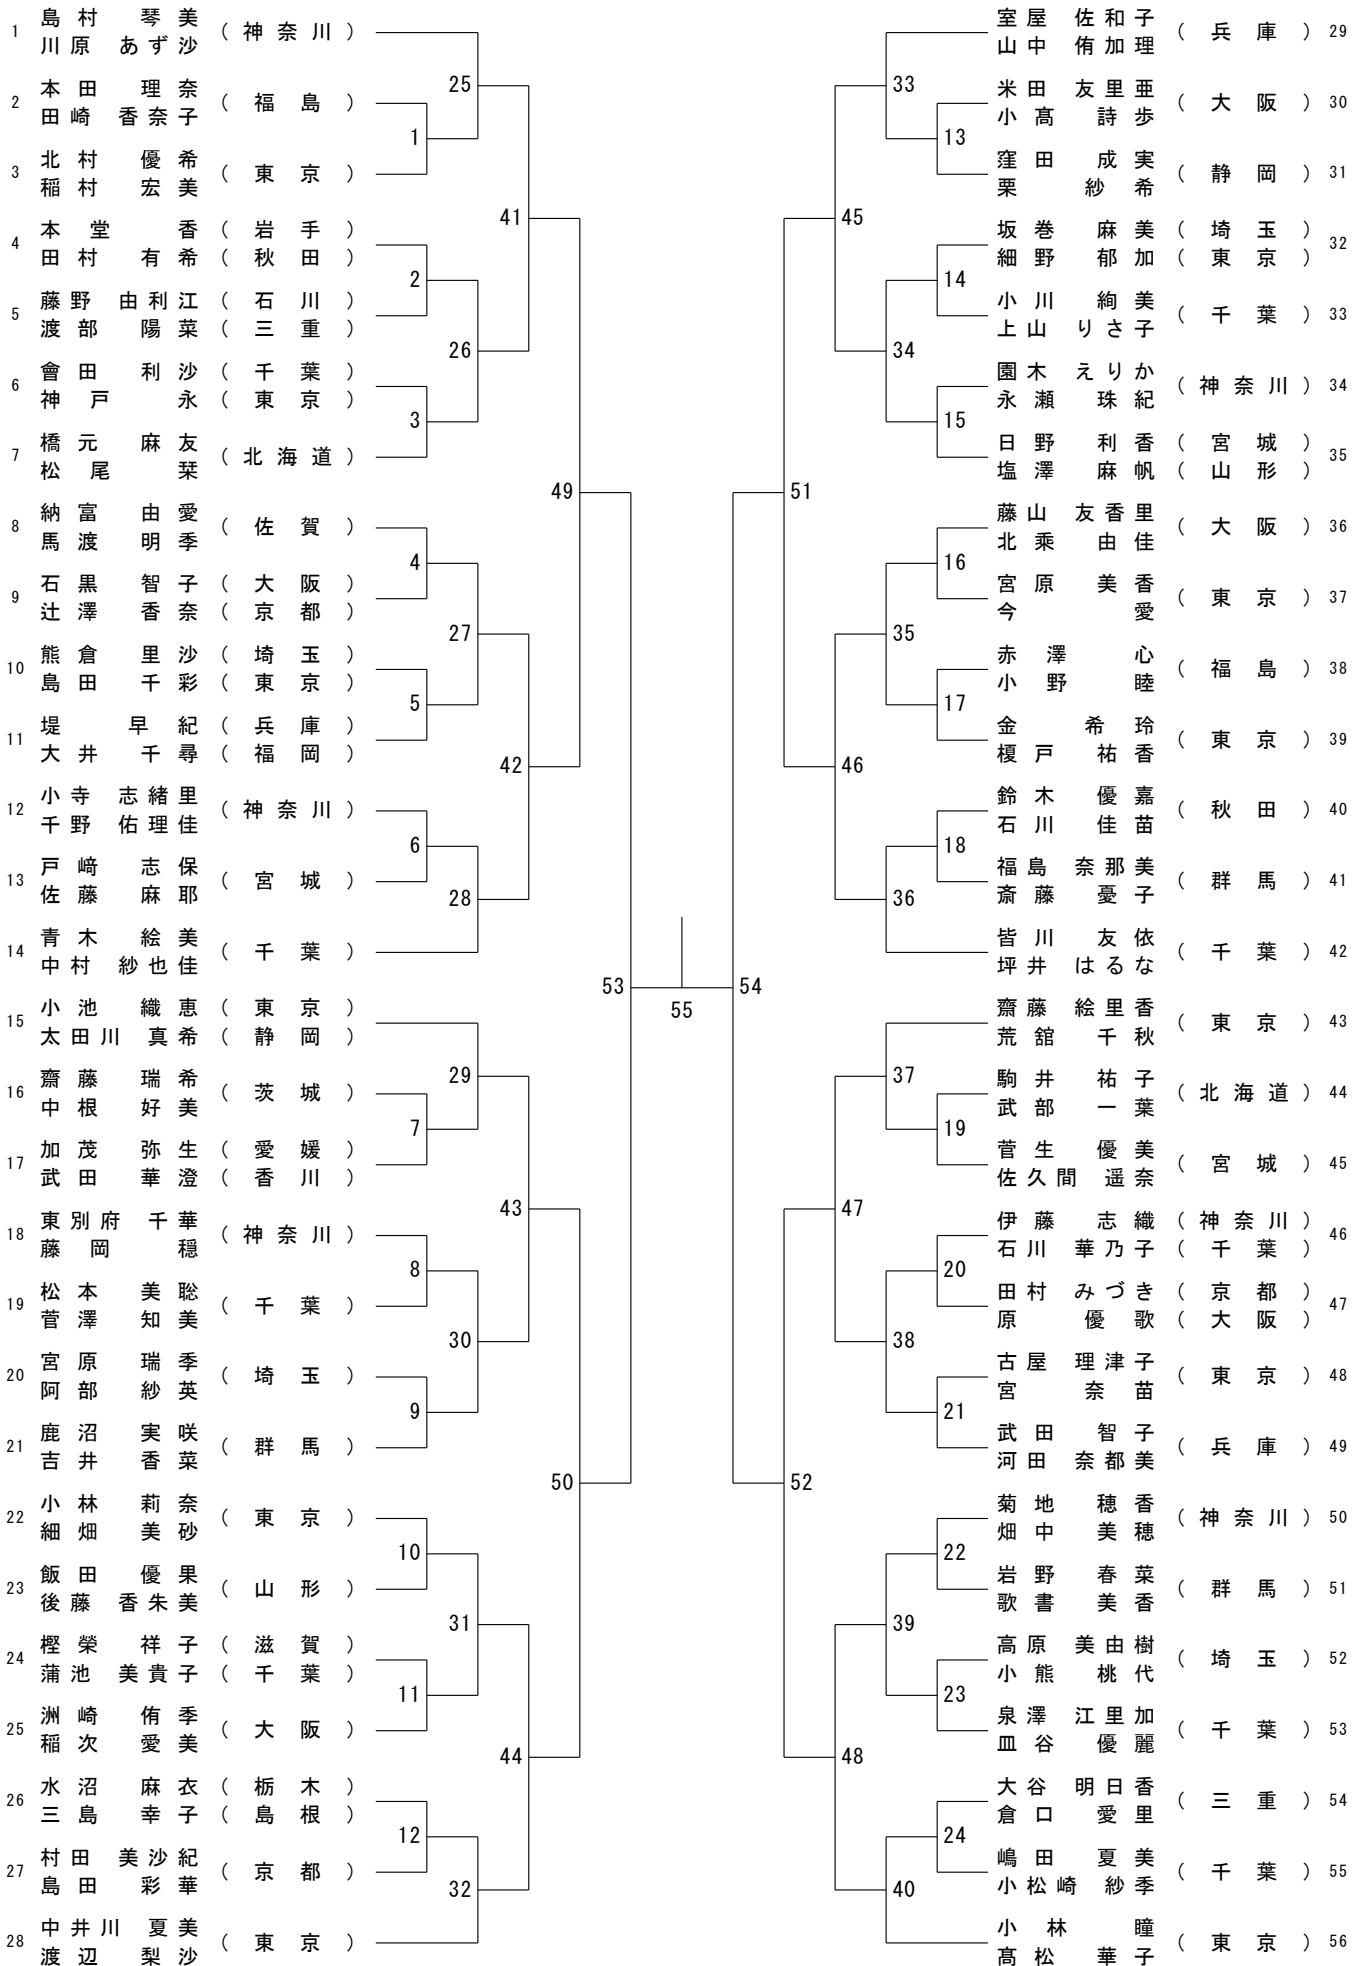 1 島村 琴美 (神奈川)
川原 あず沙
2 本田 理奈 (福島)
田崎 香奈子
3 北村 優希 (東京)
稲村 宏美
4 本堂 香 (岩手)
田村 有希 (秋田)
5 藤野 由利江 (石川)
渡部 陽菜 (三重)
6 會田 利沙 (千葉)
神戸 永 (東京)
7 橋元 麻友 (北海道)
松尾 栞
8 納富 由愛 (佐賀)
馬渡 明季
9 石黒 智子 (大阪)
辻澤 香奈 (京都)
10 熊倉 里沙 (埼玉)
島田 千彩 (東京)
11 堤 早紀 (兵庫)
大井 千尋 (福岡)
12 小寺 志緒里 (神奈川)
千野 佑理佳
13 戸﨑 志保 (宮城)
佐藤 麻耶
14 青木 絵美 (千葉)
中村 紗也佳
15 小池 織恵 (東京)
太田川 真希 (静岡)
16 齋藤 瑞希 (茨城)
中根 好美
17 加茂 弥生 (愛媛)
武田 華澄 (香川)
18 東別府 千華 (神奈川)
藤岡 穏
19 松本 美聡 (千葉)
菅澤 知美
20 宮原 瑞季 (埼玉)
阿部 紗英
21 鹿沼 実咲 (群馬)
吉井 香菜
22 小林 莉奈 (東京)
細畑 美砂
23 飯田 優果 (山形)
後藤 香朱美
24 樫榮 祥子 (滋賀)
蒲池 美貴子 (千葉)
25 洲崎 侑季 (大阪)
稲次 愛美
26 水沼 麻衣 (栃木)
三島 幸子 (島根)
27 村田 美沙紀 (京都)
島田 彩華
28 中井川 夏美 (東京)
渡辺 梨沙
1
2
3
4
5
6
7
8
9
10
11
12
25
26
27
28
29
30
31
32
41
42
43
44
49
50
53
55
54
51
52
45
46
47
48
33
34
35
36
37
38
39
40
13
14
15
16
17
18
19
20
21
22
23
24
室屋 佐和子 (兵庫) 29
山中 侑加理
米田 友里亜 (大阪) 30
小髙 詩歩
窪田 成実 (静岡) 31
栗 紗希
坂巻 麻美 (埼玉) 32
細野 郁加 (東京)
小川 絢美 (千葉) 33
上山 りさ子
園木 えりか (神奈川) 34
永瀬 珠紀
日野 利香 (宮城) 35
塩澤 麻帆 (山形)
藤山 友香里 (大阪) 36
北乘 由佳
宮原 美香 (東京) 37
今 愛
赤澤 心 (福島) 38
小野 睦
金 希玲 (東京) 39
榎戸 祐香
鈴木 優嘉 (秋田) 40
石川 佳苗
福島 奈那美 (群馬) 41
斎藤 憂子
皆川 友依 (千葉) 42
坪井 はるな
齋藤 絵里香 (東京) 43
荒舘 千秋
駒井 祐子 (北海道) 44
武部 一葉
菅生 優美 (宮城) 45
佐久間 遥奈
伊藤 志織 (神奈川) 46
石川 華乃子 (千葉)
田村 みづき (京都) 47
原 優歌 (大阪)
古屋 理津子 (東京) 48
宮 奈苗
武田 智子 (兵庫) 49
河田 奈都美
菊地 穂香 (神奈川) 50
畑中 美穂
岩野 春菜 (群馬) 51
歌書 美香
高原 美由樹 (埼玉) 52
小熊 桃代
泉澤 江里加 (千葉) 53
皿谷 優麗
大谷 明日香 (三重) 54
倉口 愛里
嶋田 夏美 (千葉) 55
小松崎 紗季
小林 瞳 (東京) 56
髙松 華子